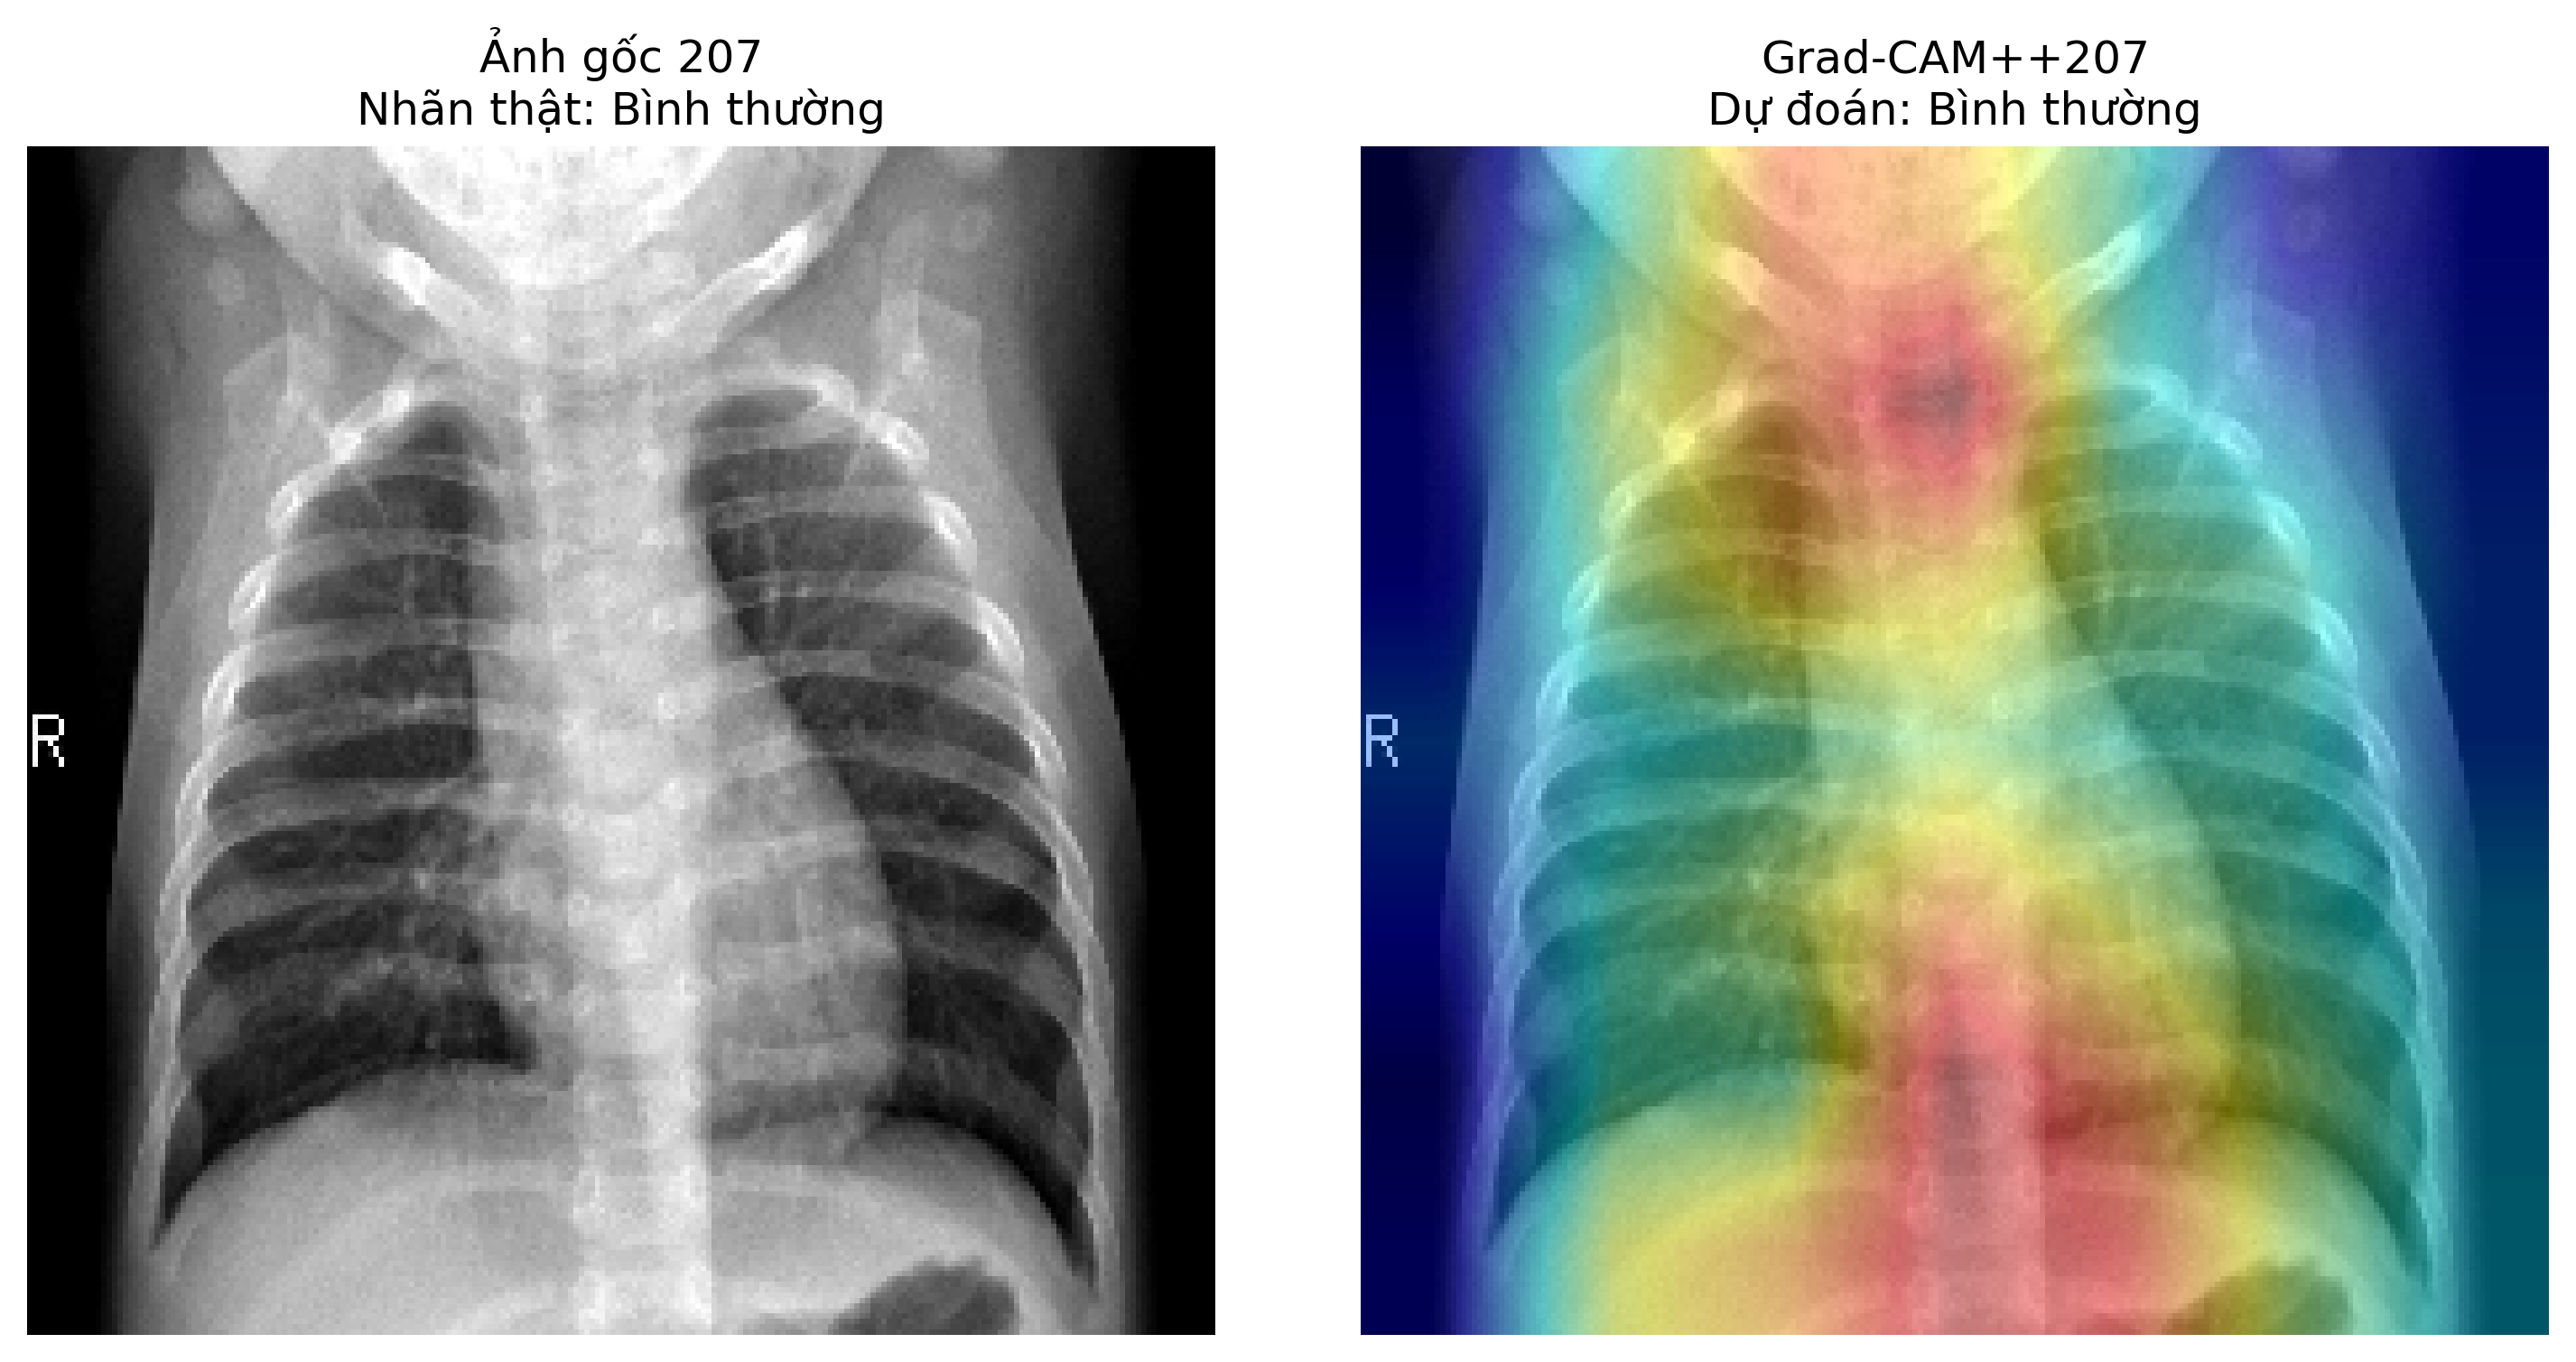 Ảnh gốc 207
Nhãn thật: Bình thường
Grad-CAM++207
Dự đoán: Bình thường
R
R